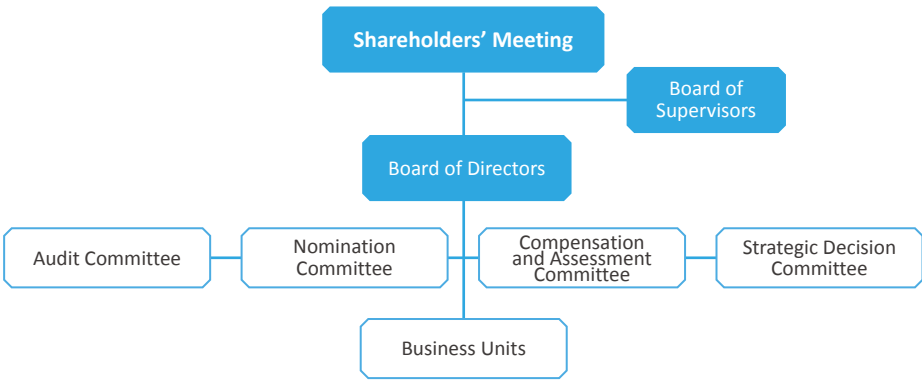 Shareholders’ Meeting
Board of
Supervisors
Board of Directors
Audit Committee
Nomination
Committee
Compensation
and Assessment
Committee
Strategic Decision
Committee
Business Units